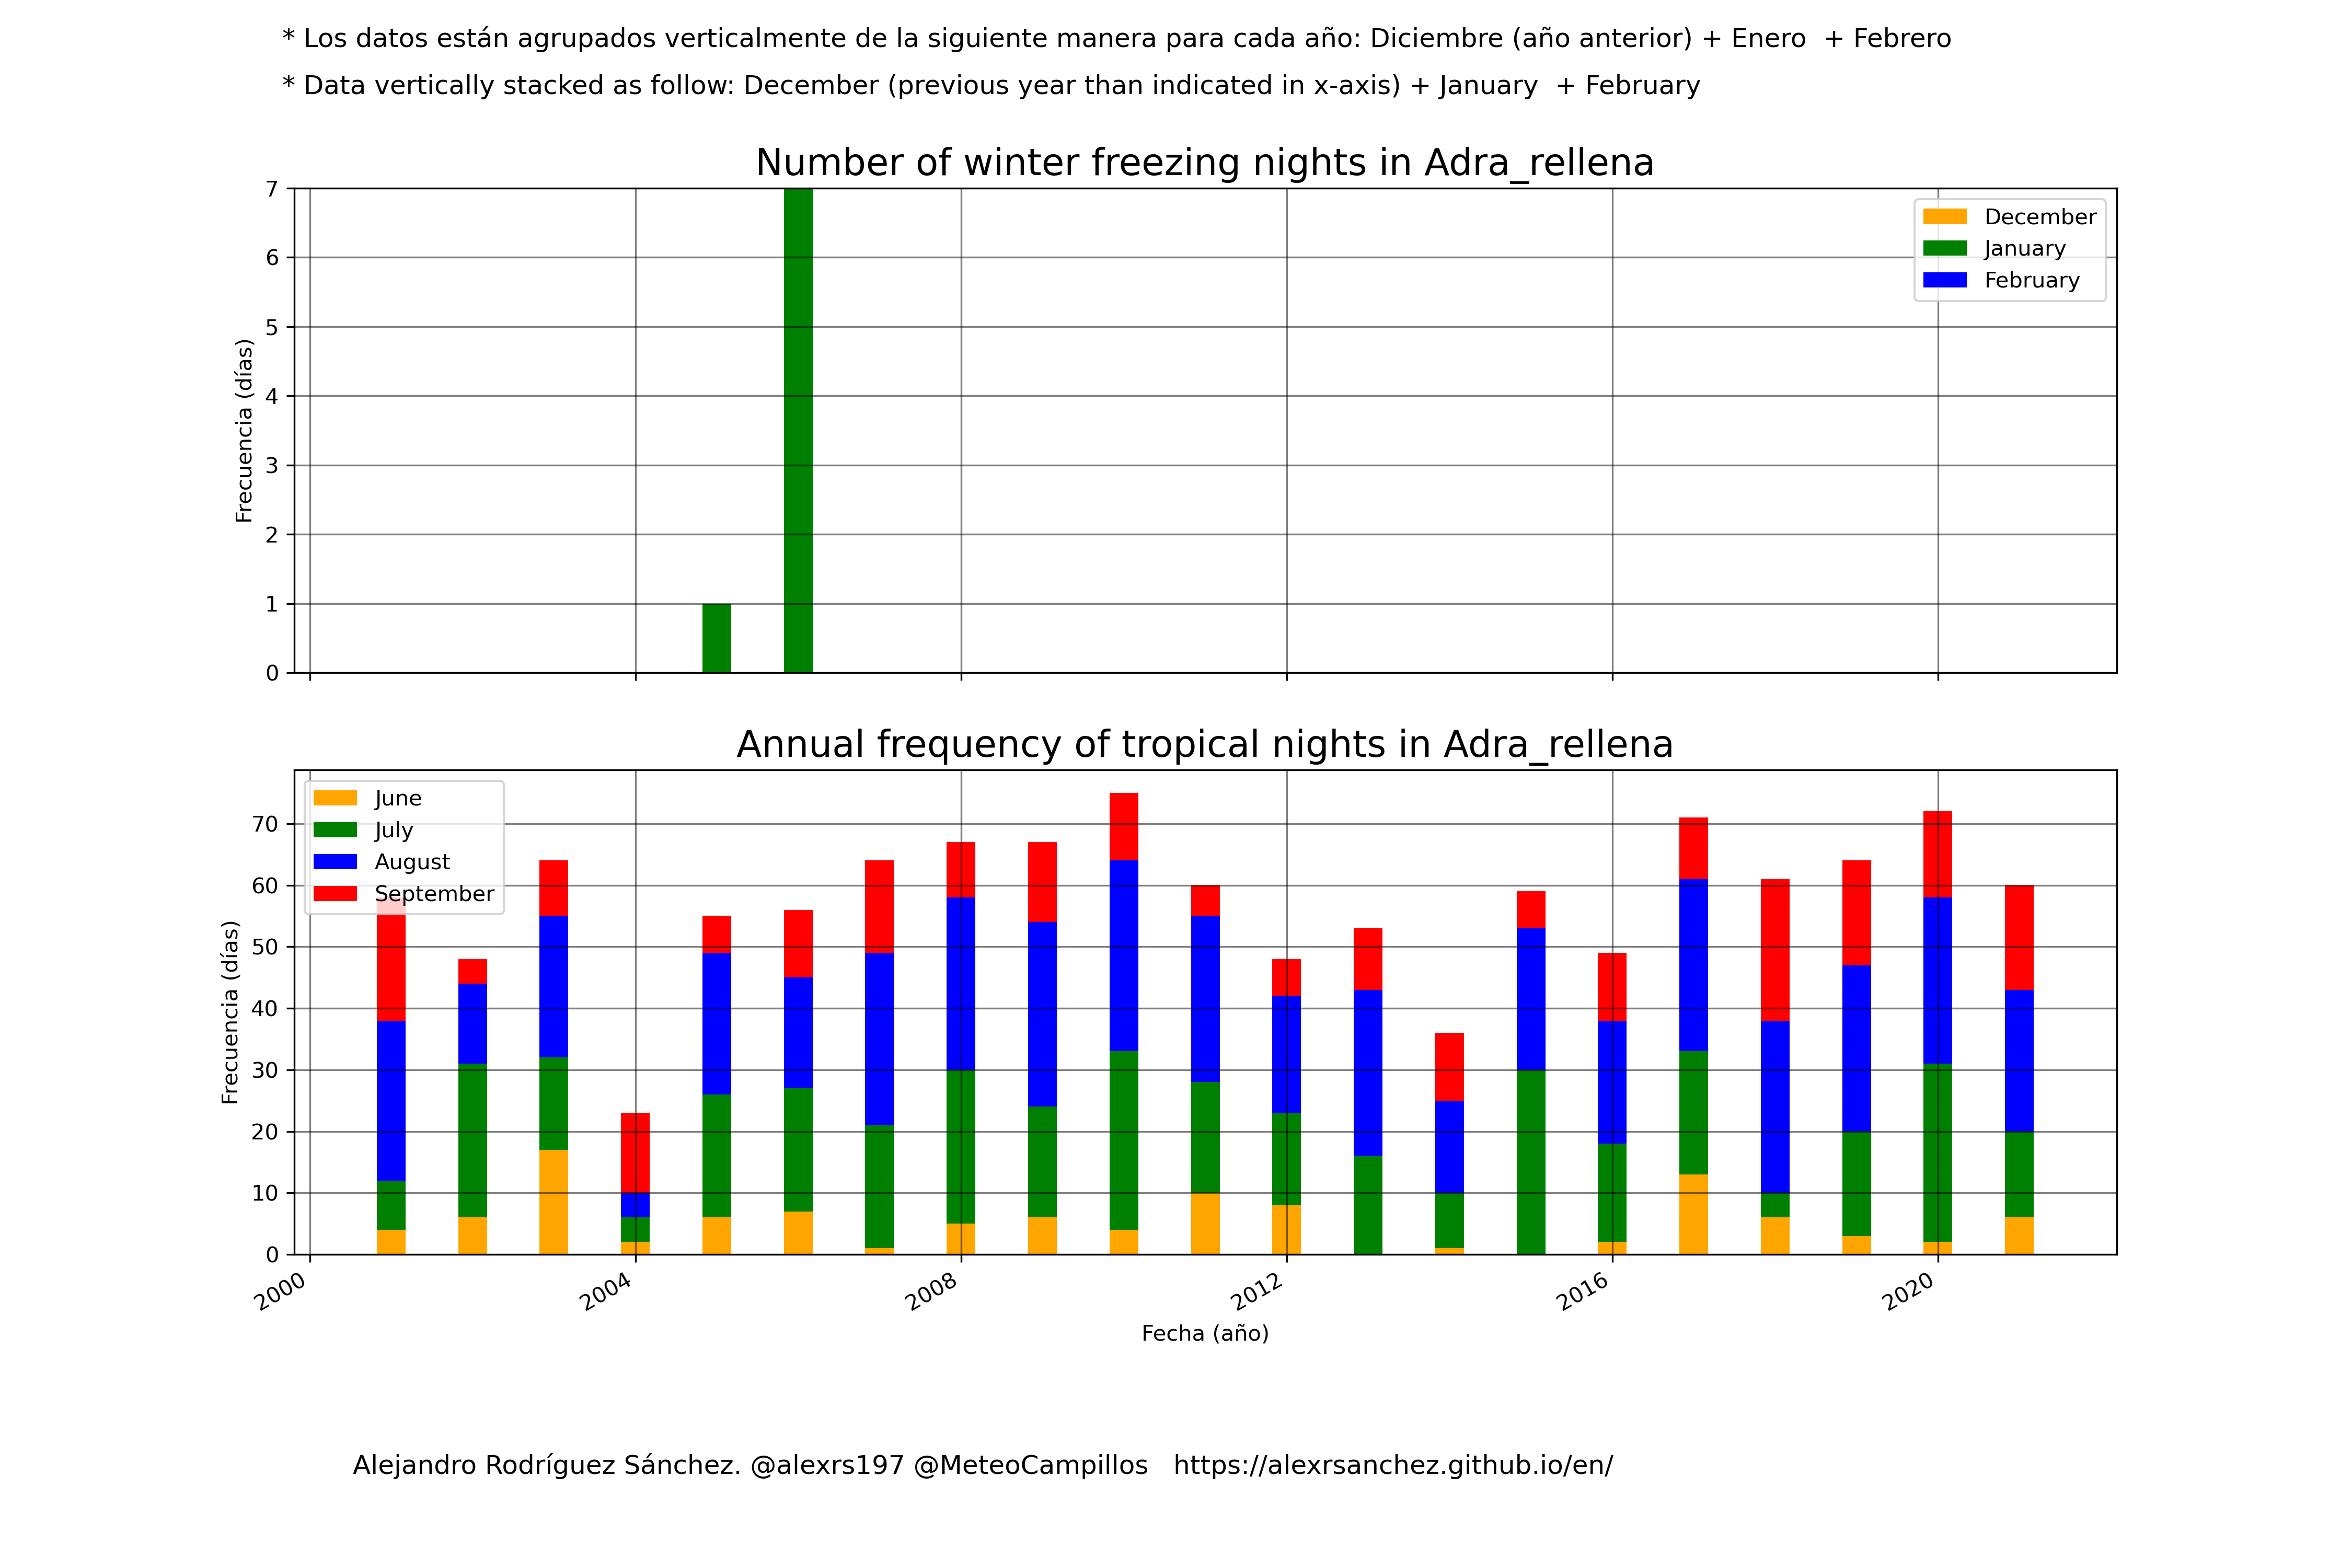 * Los datos están agrupados verticalmente de la siguiente manera para cada año: Diciembre (año anterior) + Enero  + Febrero
* Data vertically stacked as follow: December (previous year than indicated in x-axis) + January  + February
Number of winter freezing nights in Adra_rellena
7
6
5
4
3
2
1
0
Frecuencia (días)
December
January
February
Annual frequency of tropical nights in Adra_rellena
70
60
50
40
30
20
10
0
Frecuencia (días)
June
July
August
September
2000
2004
2008
2012
2016
2020
Fecha (año)
Alejandro Rodríguez Sánchez. @alexrs197 @MeteoCampillos   https://alexrsanchez.github.io/en/